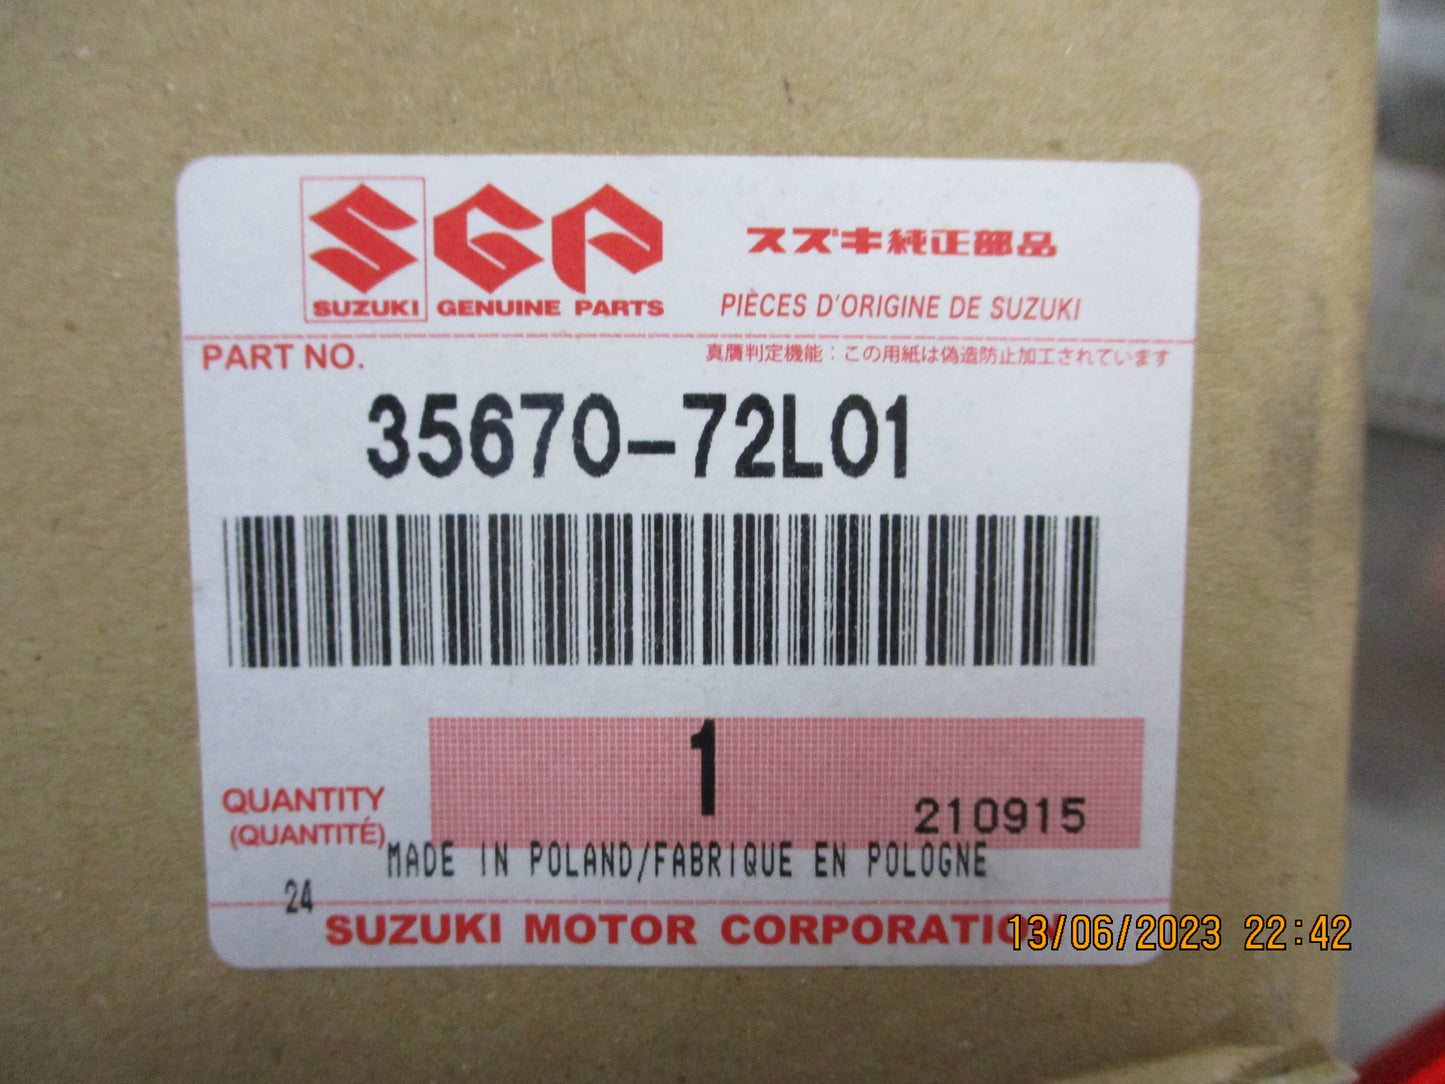 SGP
SUZUKI GENUINE PARTS
スズキ純正部品
PIÈCES D'ORIGINE DE SUZUKI
PART NO.
真贋判定機能：この用紙は偽造防止加工されています
35670-72L01
1
QUANTITY
(QUANTITÉ)
210915
MADE IN POLAND/FABRIQUE EN POLOGNE
24
SUZUKI MOTOR CORPORATION
13/06/2023 22:42